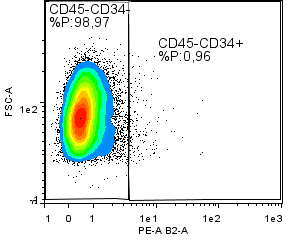 CD45-CD34-
%P:98,97
CD45-CD34+
%P:0,96
FSC-A
1e2
1 0 1 1e1 1e2 1e3
PE-A B2-A